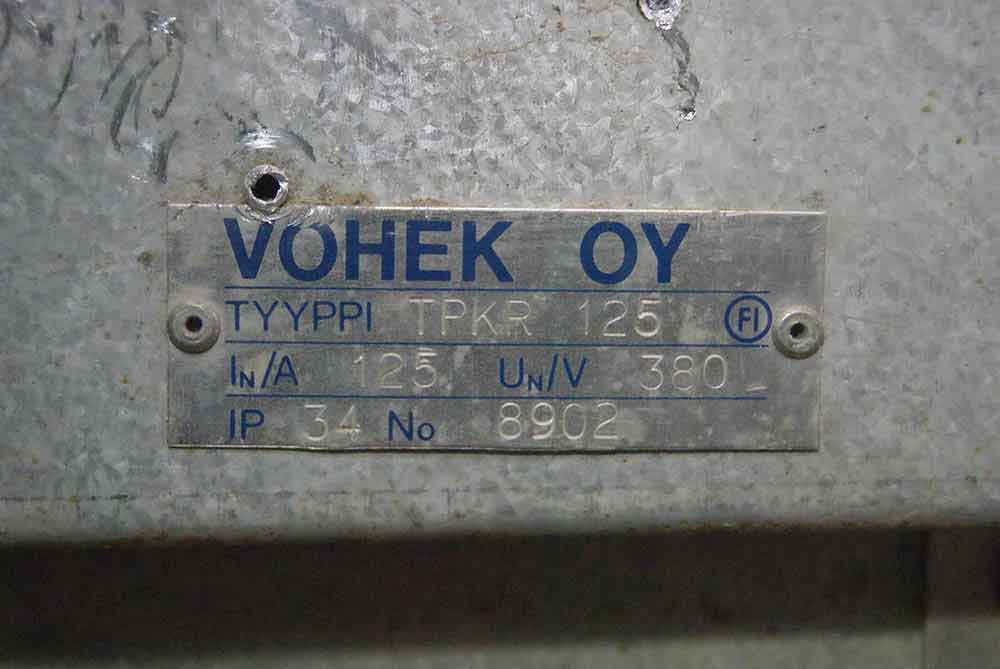 VOHEK OY
TYYPPI TPKR 125 FI
IN/A 125 UN/V 380
IP 34 No 8902